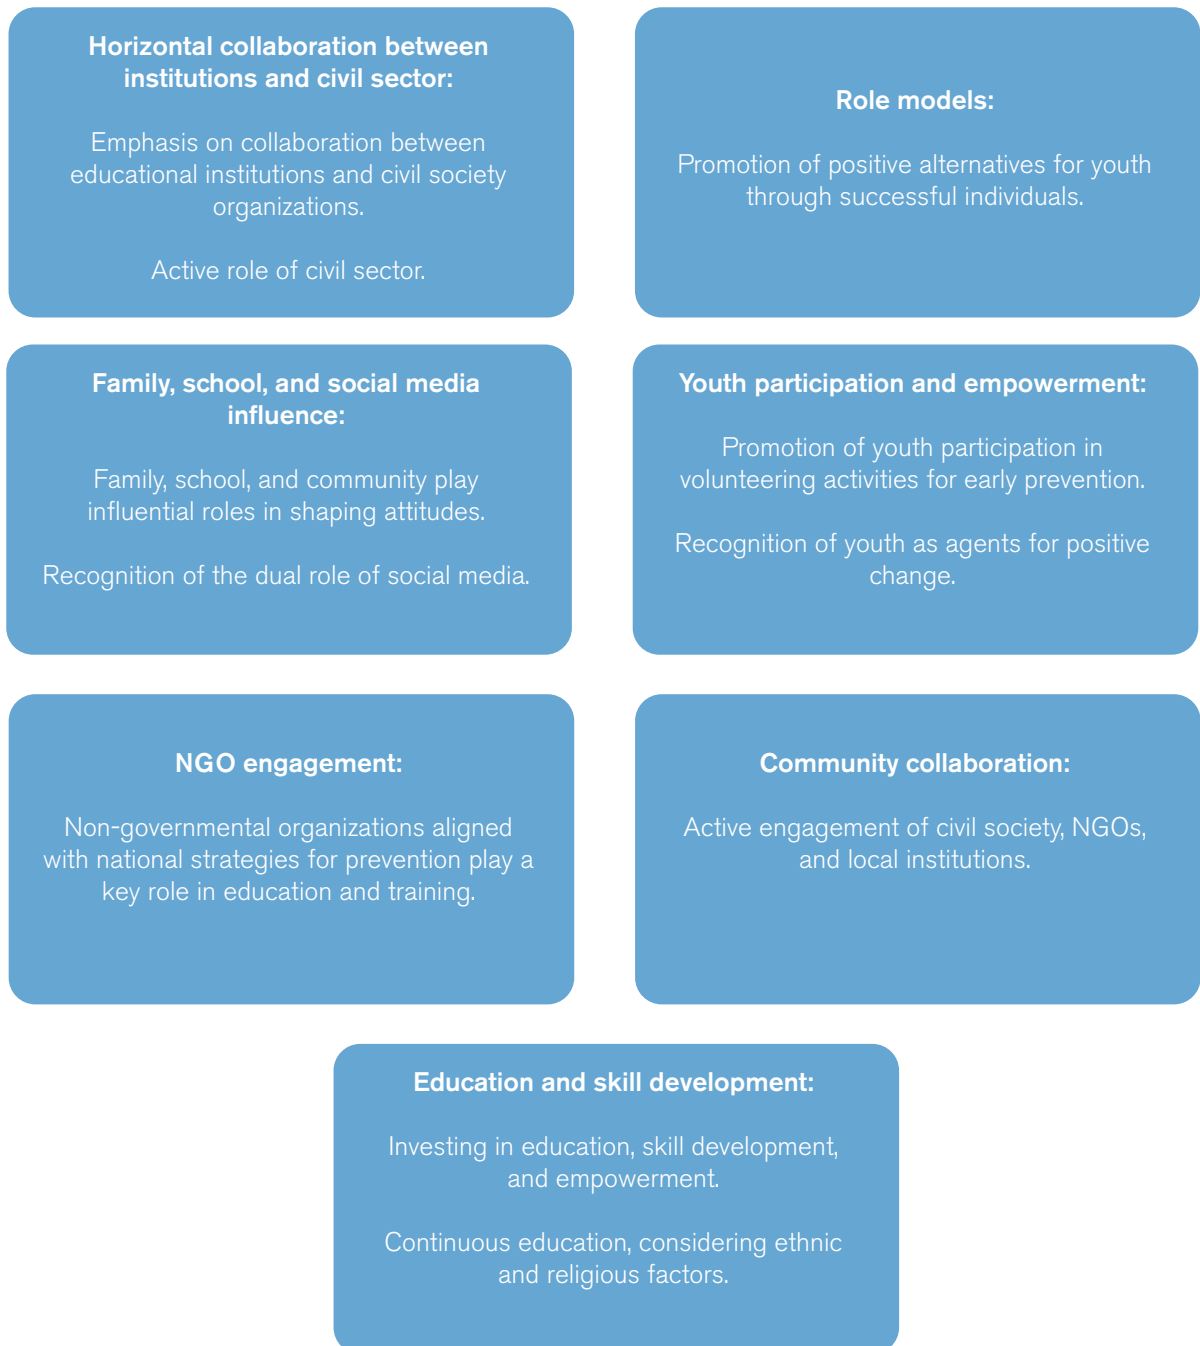 Horizontal collaboration between
institutions and civil sector:
Emphasis on collaboration between
educational institutions and civil society
organizations.
Active role of civil sector.
Role models:
Promotion of positive alternatives for youth
through successful individuals.
Family, school, and social media
influence:
Family, school, and community play
influential roles in shaping attitudes.
Recognition of the dual role of social media.
Youth participation and empowerment:
Promotion of youth participation in
volunteering activities for early prevention.
Recognition of youth as agents for positive
change.
NGO engagement:
Non-governmental organizations aligned
with national strategies for prevention play a
key role in education and training.
Community collaboration:
Active engagement of civil society, NGOs,
and local institutions.
Education and skill development:
Investing in education, skill development,
and empowerment.
Continuous education, considering ethnic
and religious factors.